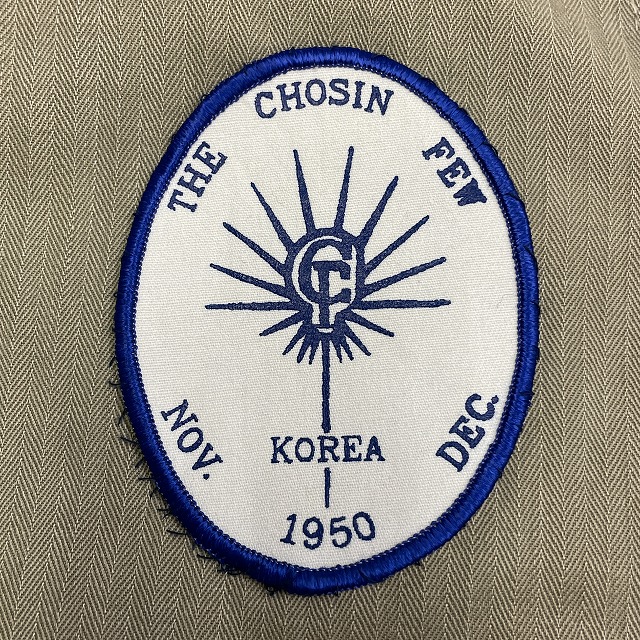 THE CHOSIN FEW
CF
KOREA
NOV. DEC.
1950